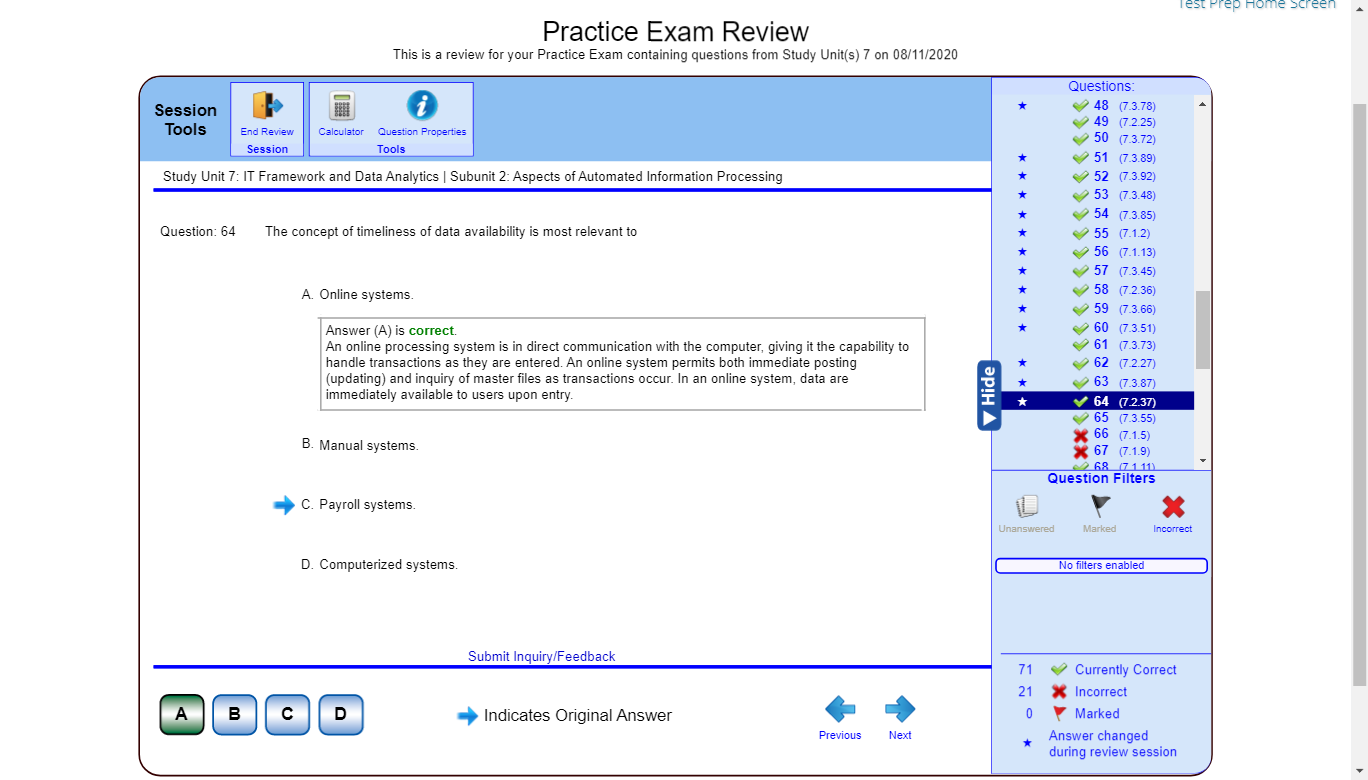 Test Prep Home Screen
Practice Exam Review
This is a review for your Practice Exam containing questions from Study Unit(s) 7 on 08/11/2020
Session Tools
End Review
Session
Calculator
Question Properties
Tools
Study Unit 7: IT Framework and Data Analytics | Subunit 2: Aspects of Automated Information Processing
Question: 64 The concept of timeliness of data availability is most relevant to
A. Online systems.
Answer (A) is correct.
An online processing system is in direct communication with the computer, giving it the capability to
handle transactions as they are entered. An online system permits both immediate posting
(updating) and inquiry of master files as transactions occur. In an online system, data are
immediately available to users upon entry.
B. Manual systems.
C. Payroll systems.
D. Computerized systems.
Submit Inquiry/Feedback
A B C D
Indicates Original Answer
Previous
Next
Hide
Questions:
48 (7.3.78)
49 (7.2.25)
50 (7.3.72)
51 (7.3.89)
52 (7.3.92)
53 (7.3.48)
54 (7.3.85)
55 (7.1.2)
56 (7.1.13)
57 (7.3.45)
58 (7.2.36)
59 (7.3.66)
60 (7.3.51)
61 (7.3.73)
62 (7.2.27)
63 (7.3.87)
64 (7.2.37)
65 (7.3.55)
66 (7.1.5)
67 (7.1.9)
68 (7.1.11)
Question Filters
Unanswered
Marked
Incorrect
No filters enabled
71 Currently Correct
21 Incorrect
0 Marked
Answer changed
during review session